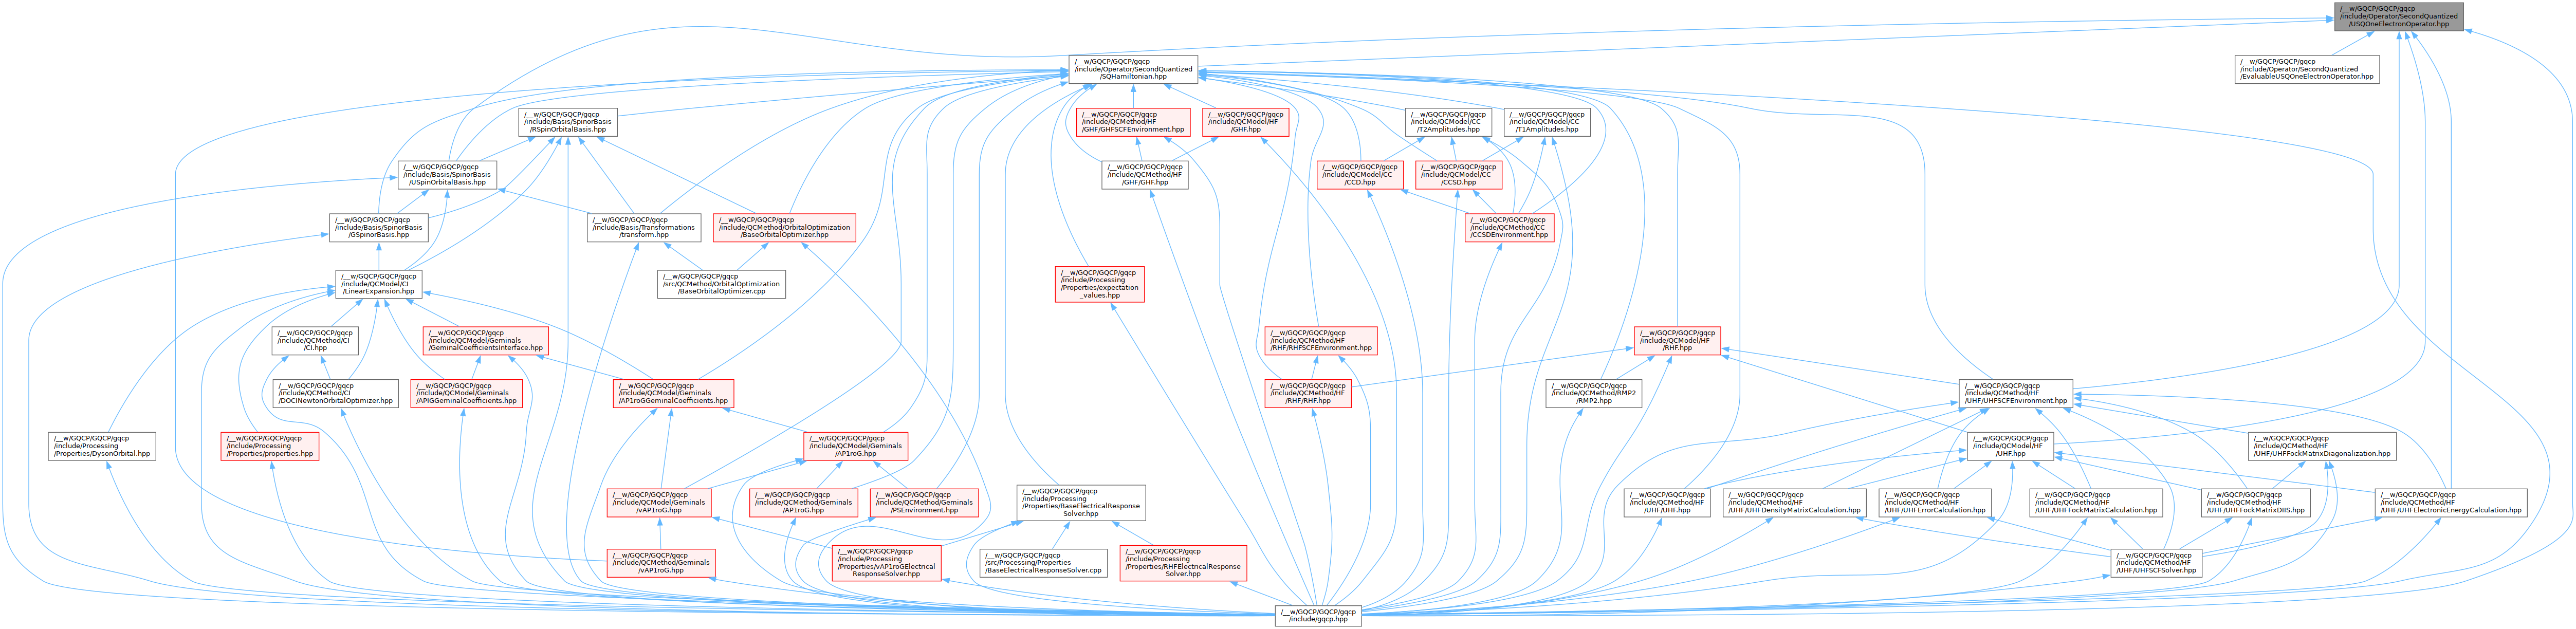 /__w/GQCP/GQCP/gqcp
/include/Operator/SecondQuantized
/USQOneElectronOperator.hpp
/__w/GQCP/GQCP/gqcp
/include/Operator/SecondQuantized
/SQHamiltonian.hpp
/__w/GQCP/GQCP/gqcp
/include/Operator/SecondQuantized
/EvaluableUSQOneElectronOperator.hpp
/__w/GQCP/GQCP/gqcp
/include/Basis/SpinorBasis
/RSpinOrbitalBasis.hpp
/__w/GQCP/GQCP/gqcp
/include/QCMethod/HF
/GHF/GHFSCFEnvironment.hpp
/__w/GQCP/GQCP/gqcp
/include/QCModel/HF
/GHF.hpp
/__w/GQCP/GQCP/gqcp
/include/QCModel/CC
/T2Amplitudes.hpp
/__w/GQCP/GQCP/gqcp
/include/QCModel/CC
/T1Amplitudes.hpp
/__w/GQCP/GQCP/gqcp
/include/Basis/SpinorBasis
/USpinOrbitalBasis.hpp
/__w/GQCP/GQCP/gqcp
/include/QCMethod/HF
/GHF/GHF.hpp
/__w/GQCP/GQCP/gqcp
/include/QCModel/CC
/CCD.hpp
/__w/GQCP/GQCP/gqcp
/include/QCModel/CC
/CCSD.hpp
/__w/GQCP/GQCP/gqcp
/include/Basis/SpinorBasis
/GSpinorBasis.hpp
/__w/GQCP/GQCP/gqcp
/include/Basis/Transformations
/transform.hpp
/__w/GQCP/GQCP/gqcp
/include/QCMethod/OrbitalOptimization
/BaseOrbitalOptimizer.hpp
/__w/GQCP/GQCP/gqcp
/include/QCMethod/CC
/CCSDEnvironment.hpp
/__w/GQCP/GQCP/gqcp
/include/QCModel/CI
/LinearExpansion.hpp
/__w/GQCP/GQCP/gqcp
/src/QCMethod/OrbitalOptimization
/BaseOrbitalOptimizer.cpp
/__w/GQCP/GQCP/gqcp
/include/Processing
/Properties/expectation
_values.hpp
/__w/GQCP/GQCP/gqcp
/include/QCMethod/CI
/CI.hpp
/__w/GQCP/GQCP/gqcp
/include/QCModel/Geminals
/GeminalCoefficientsInterface.hpp
/__w/GQCP/GQCP/gqcp
/include/QCMethod/HF
/RHF/RHFSCFEnvironment.hpp
/__w/GQCP/GQCP/gqcp
/include/QCModel/HF
/RHF.hpp
/__w/GQCP/GQCP/gqcp
/include/QCMethod/CI
/DOCINewtonOrbitalOptimizer.hpp
/__w/GQCP/GQCP/gqcp
/include/QCModel/Geminals
/APIGGeminalCoefficients.hpp
/__w/GQCP/GQCP/gqcp
/include/QCModel/Geminals
/AP1roGGeminalCoefficients.hpp
/__w/GQCP/GQCP/gqcp
/include/QCMethod/HF
/RHF/RHF.hpp
/__w/GQCP/GQCP/gqcp
/include/QCMethod/RMP2
/RMP2.hpp
/__w/GQCP/GQCP/gqcp
/include/QCMethod/HF
/UHF/UHFSCFEnvironment.hpp
/__w/GQCP/GQCP/gqcp
/include/Processing
/Properties/DysonOrbital.hpp
/__w/GQCP/GQCP/gqcp
/include/Processing
/Properties/properties.hpp
/__w/GQCP/GQCP/gqcp
/include/QCModel/Geminals
/AP1roG.hpp
/__w/GQCP/GQCP/gqcp
/include/QCModel/HF
/UHF.hpp
/__w/GQCP/GQCP/gqcp
/include/QCMethod/HF
/UHF/UHFFockMatrixDiagonalization.hpp
/__w/GQCP/GQCP/gqcp
/include/QCModel/Geminals
/vAP1roG.hpp
/__w/GQCP/GQCP/gqcp
/include/QCMethod/Geminals
/AP1roG.hpp
/__w/GQCP/GQCP/gqcp
/include/QCMethod/Geminals
/PSEnvironment.hpp
/__w/GQCP/GQCP/gqcp
/include/Processing
/Properties/BaseElectricalResponse
Solver.hpp
/__w/GQCP/GQCP/gqcp
/include/QCMethod/HF
/UHF/UHF.hpp
/__w/GQCP/GQCP/gqcp
/include/QCMethod/HF
/UHF/UHFDensityMatrixCalculation.hpp
/__w/GQCP/GQCP/gqcp
/include/QCMethod/HF
/UHF/UHFErrorCalculation.hpp
/__w/GQCP/GQCP/gqcp
/include/QCMethod/HF
/UHF/UHFFockMatrixCalculation.hpp
/__w/GQCP/GQCP/gqcp
/include/QCMethod/HF
/UHF/UHFFockMatrixDIIS.hpp
/__w/GQCP/GQCP/gqcp
/include/QCMethod/HF
/UHF/UHFElectronicEnergyCalculation.hpp
/__w/GQCP/GQCP/gqcp
/include/QCMethod/Geminals
/vAP1roG.hpp
/__w/GQCP/GQCP/gqcp
/include/Processing
/Properties/vAP1roGElectrical
ResponseSolver.hpp
/__w/GQCP/GQCP/gqcp
/src/Processing/Properties
/BaseElectricalResponseSolver.cpp
/__w/GQCP/GQCP/gqcp
/include/Processing
/Properties/RHFElectricalResponse
Solver.hpp
/__w/GQCP/GQCP/gqcp
/include/QCMethod/HF
/UHF/UHFSCFSolver.hpp
/__w/GQCP/GQCP/gqcp
/include/gqcp.hpp